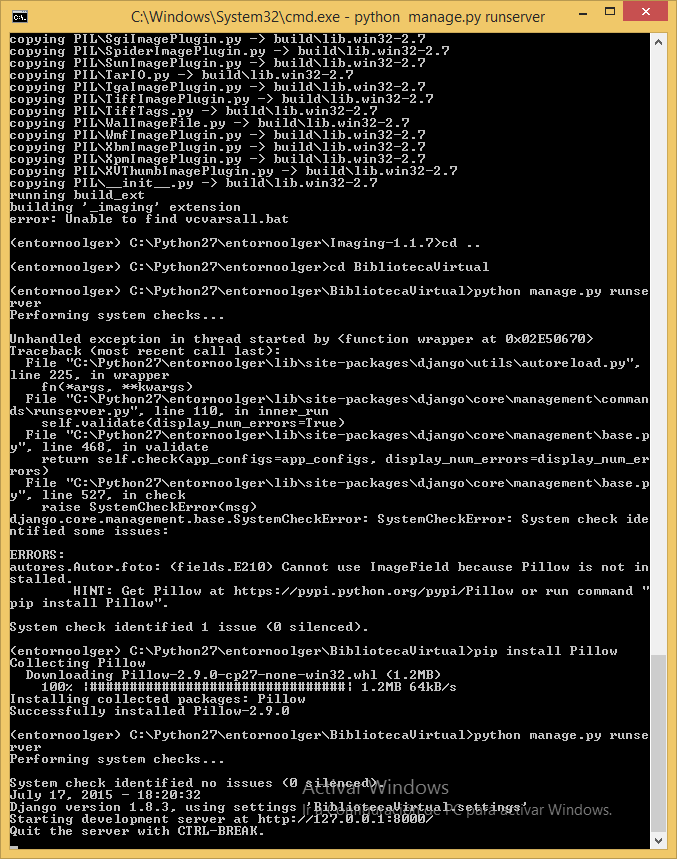 C:\Windows\System32\cmd.exe - python  manage.py runserver
copying PIL\SgiImagePlugin.py -> build\lib.win32-2.7
copying PIL\SpiderImagePlugin.py -> build\lib.win32-2.7
copying PIL\SunImagePlugin.py -> build\lib.win32-2.7
copying PIL\TarIO.py -> build\lib.win32-2.7
copying PIL\TgaImagePlugin.py -> build\lib.win32-2.7
copying PIL\TiffImagePlugin.py -> build\lib.win32-2.7
copying PIL\TiffTags.py -> build\lib.win32-2.7
copying PIL\WalImageFile.py -> build\lib.win32-2.7
copying PIL\WmfImagePlugin.py -> build\lib.win32-2.7
copying PIL\XbmImagePlugin.py -> build\lib.win32-2.7
copying PIL\XpmImagePlugin.py -> build\lib.win32-2.7
copying PIL\XVThumbImagePlugin.py -> build\lib.win32-2.7
copying PIL\__init__.py -> build\lib.win32-2.7
running build_ext
building '_imaging' extension
error: Unable to find vcvarsall.bat
(entornoolger) C:\Python27\entornoolger\Imaging-1.1.7>cd ..
(entornoolger) C:\Python27\entornoolger>cd BibliotecaVirtual
(entornoolger) C:\Python27\entornoolger\BibliotecaVirtual>python manage.py runse
rver
Performing system checks...
Unhandled exception in thread started by <function wrapper at 0x02E50670>
Traceback (most recent call last):
  File "C:\Python27\entornoolger\lib\site-packages\django\utils\autoreload.py",
line 225, in wrapper
    fn(*args, **kwargs)
  File "C:\Python27\entornoolger\lib\site-packages\django\core\management\comman
ds\runserver.py", line 110, in inner_run
    self.validate(display_num_errors=True)
  File "C:\Python27\entornoolger\lib\site-packages\django\core\management\base.p
y", line 468, in validate
    return self.check(app_configs=app_configs, display_num_errors=display_num_er
rors)
  File "C:\Python27\entornoolger\lib\site-packages\django\core\management\base.p
y", line 527, in check
    raise SystemCheckError(msg)
django.core.management.base.SystemCheckError: SystemCheckError: System check ide
ntified some issues:
ERRORS:
autores.Autor.foto: (fields.E210) Cannot use ImageField because Pillow is not in
stalled.
        HINT: Get Pillow at https://pypi.python.org/pypi/Pillow or run command "
pip install Pillow".
System check identified 1 issue (0 silenced).
(entornoolger) C:\Python27\entornoolger\BibliotecaVirtual>pip install Pillow
Collecting Pillow
  Downloading Pillow-2.9.0-cp27-none-win32.whl (1.2MB)
    100% |################################| 1.2MB 64kB/s
Installing collected packages: Pillow
Successfully installed Pillow-2.9.0
(entornoolger) C:\Python27\entornoolger\BibliotecaVirtual>python manage.py runse
rver
Performing system checks...
System check identified no issues (0 silenced).
July 17, 2015 - 18:20:32
Django version 1.8.3, using settings 'BibliotecaVirtual.settings'
Starting development server at http://127.0.0.1:8000/
Quit the server with CTRL-BREAK.
Activar Windows
Ir a Configuración de PC para activar Windows.